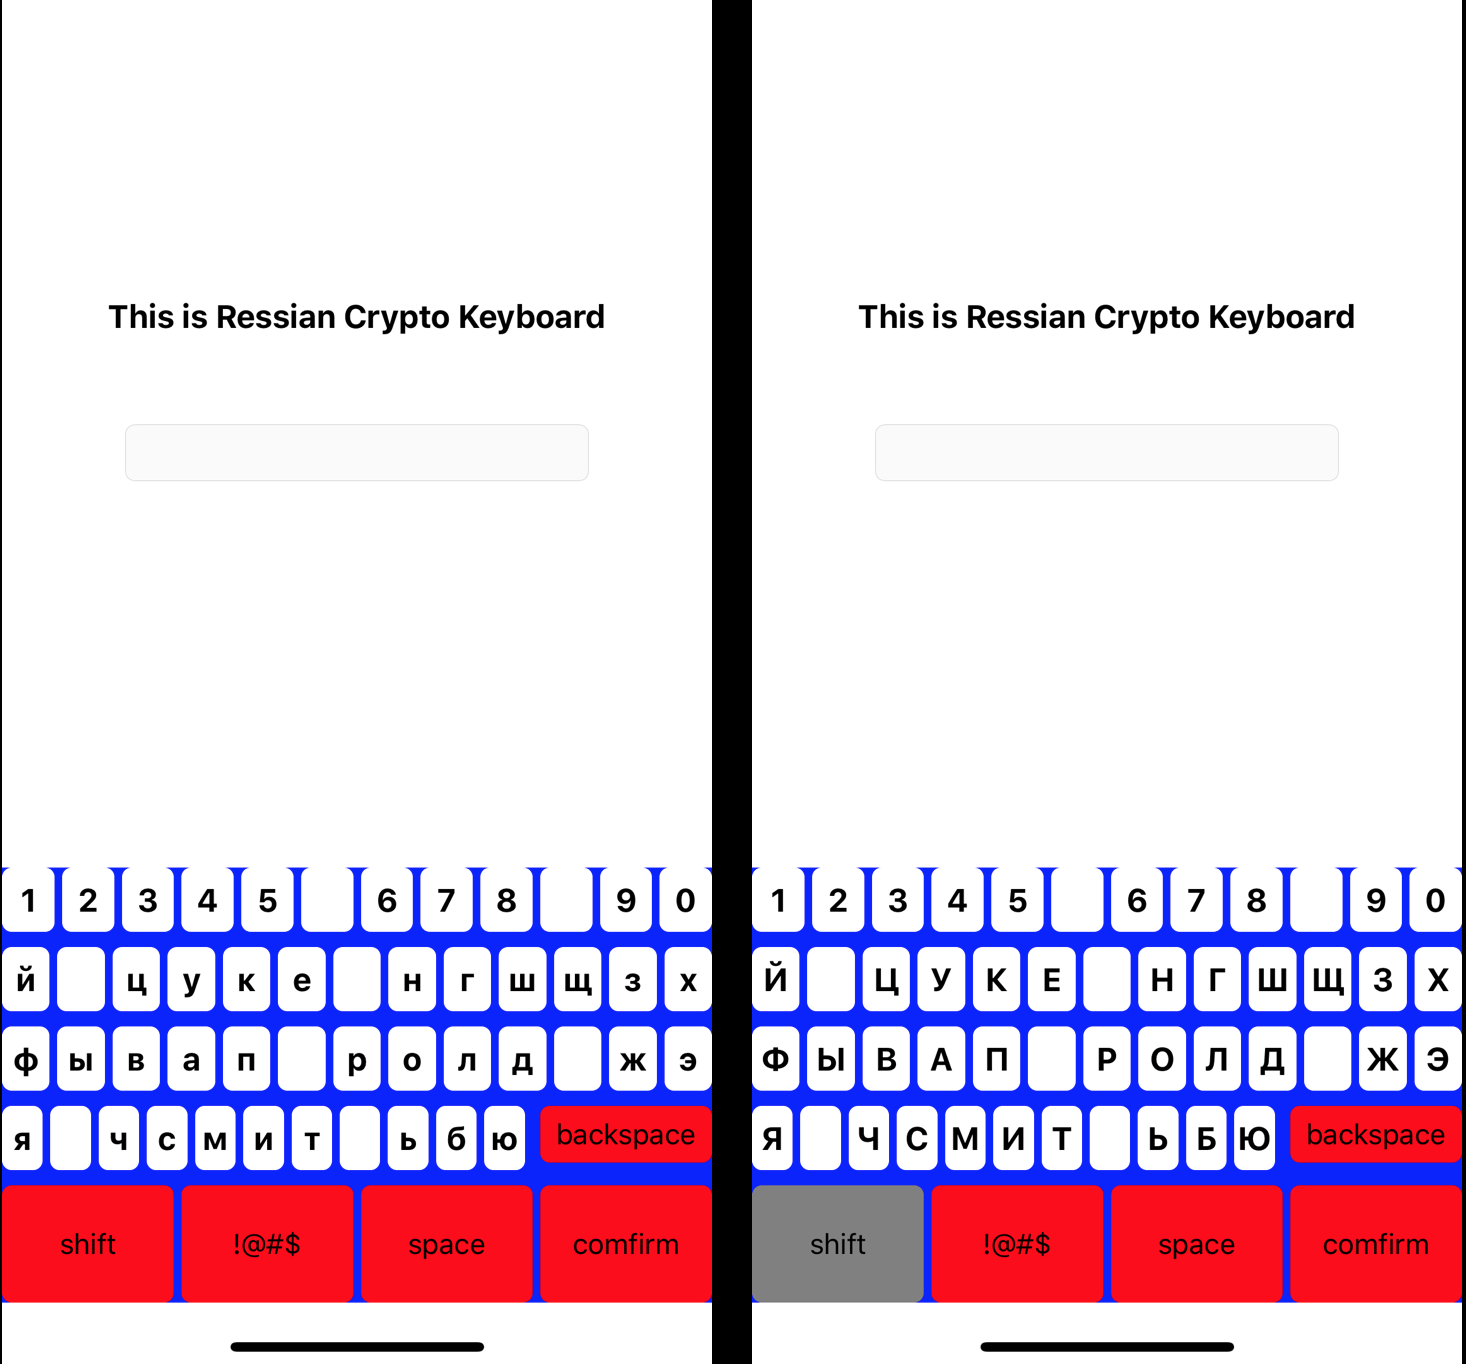 This is Ressian Crypto Keyboard
1 2 3 4 5 6 7 8 9 0
й ц у к е н г ш щ з х
ф ы в а п р о л д ж э
я ч с м и т ь б ю backspace
shift !@#$ space comfirm
This is Ressian Crypto Keyboard
1 2 3 4 5 6 7 8 9 0
Й Ц У К Е Н Г Ш Щ З Х
Ф Ы В А П Р О Л Д Ж Э
Я Ч С М И Т Ь Б Ю backspace
shift !@#$ space comfirm